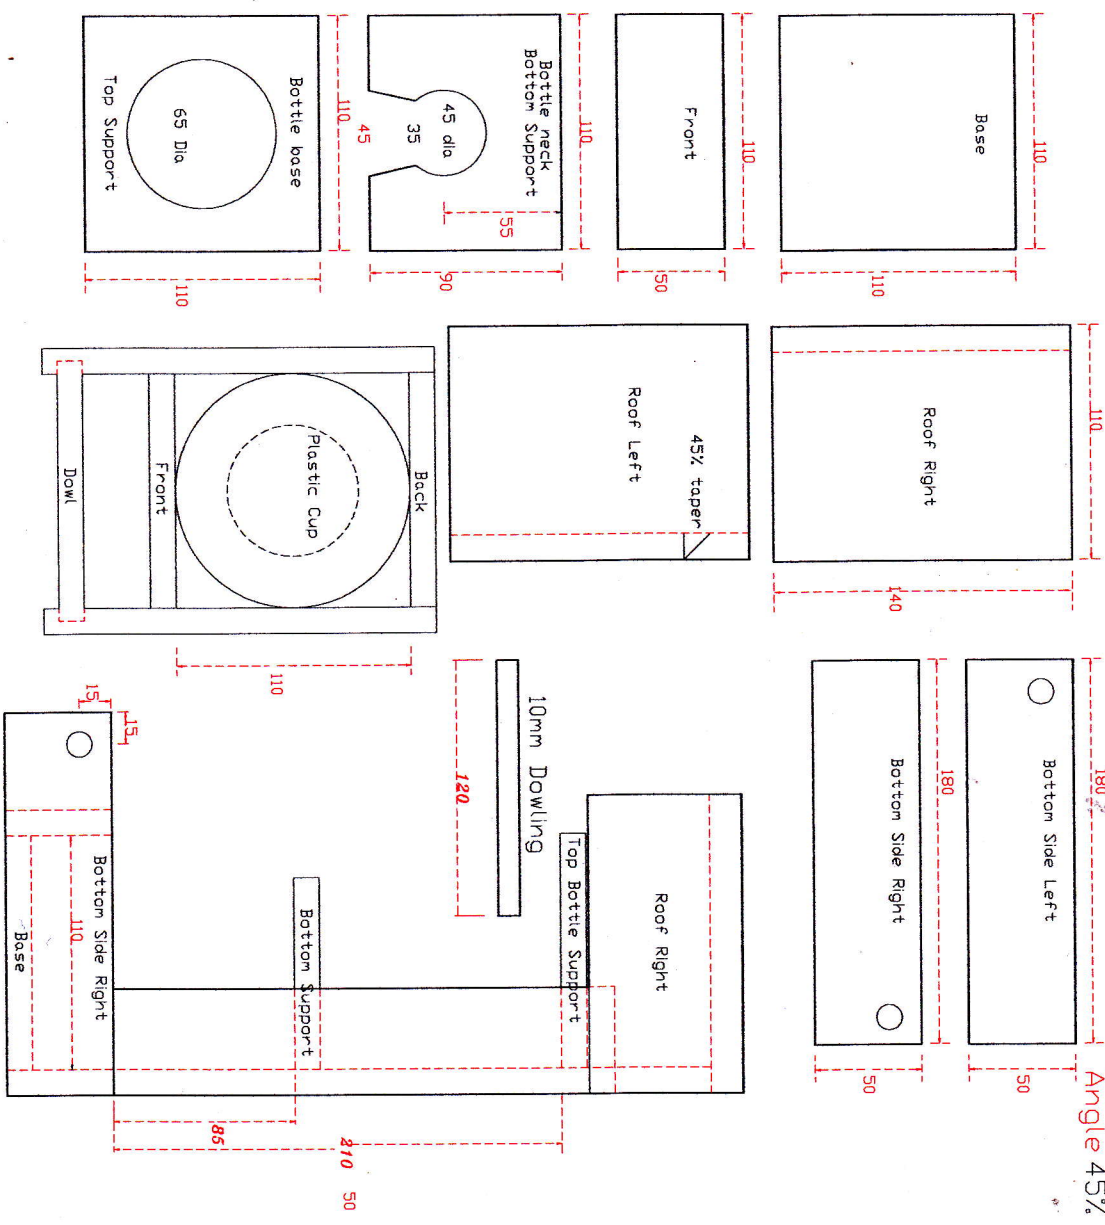 Angle 45%
110
Base
110
110
Front
50
110
Bottle neck
Bottom Support
45 dia
35
45
55
90
110
Bottle base
65 Dia
Top Support
110
110
Roof Right
140
45% taper
Roof Left
Back
Plastic Cup
Front
Dowl
110
180
Bottom Side Left
50
180
Bottom Side Right
50
10mm Dowling
120
Roof Right
Top Bottle Support
Bottom Support
15
15
Bottom Side Right
110
Base
85
210
50